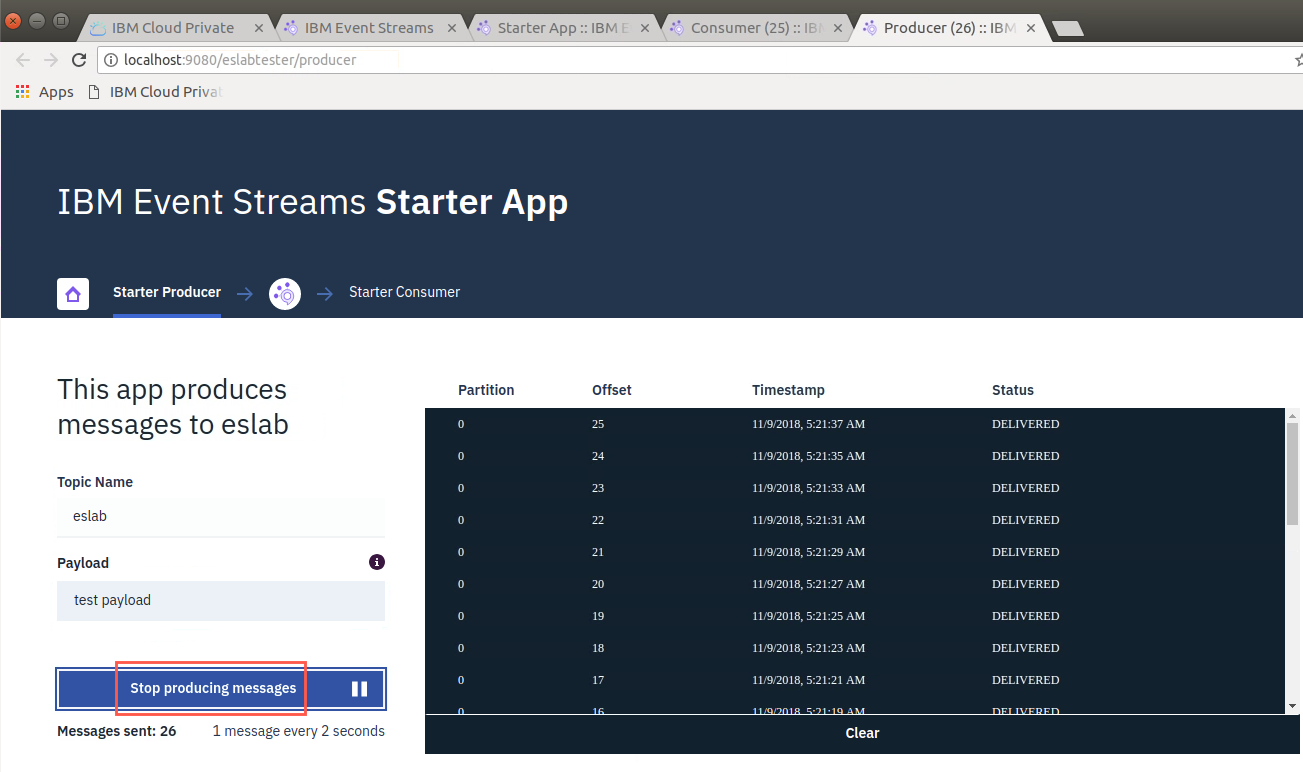 IBM Cloud Private
IBM Event Streams
Starter App :: IBM E
Consumer (25) :: IBM
Producer (26) :: IBM
localhost:9080/eslabtester/producer
Apps
IBM Cloud Privat
IBM Event Streams Starter App
Starter Producer
Starter Consumer
This app produces
messages to eslab
Topic Name
eslab
Payload
test payload
Stop producing messages
Messages sent: 26 1 message every 2 seconds
Partition Offset Timestamp Status
0 25 11/9/2018, 5:21:37 AM DELIVERED
0 24 11/9/2018, 5:21:35 AM DELIVERED
0 23 11/9/2018, 5:21:33 AM DELIVERED
0 22 11/9/2018, 5:21:31 AM DELIVERED
0 21 11/9/2018, 5:21:29 AM DELIVERED
0 20 11/9/2018, 5:21:27 AM DELIVERED
0 19 11/9/2018, 5:21:25 AM DELIVERED
0 18 11/9/2018, 5:21:23 AM DELIVERED
0 17 11/9/2018, 5:21:21 AM DELIVERED
0 16 11/9/2018, 5:21:19 AM DELIVERED
Clear